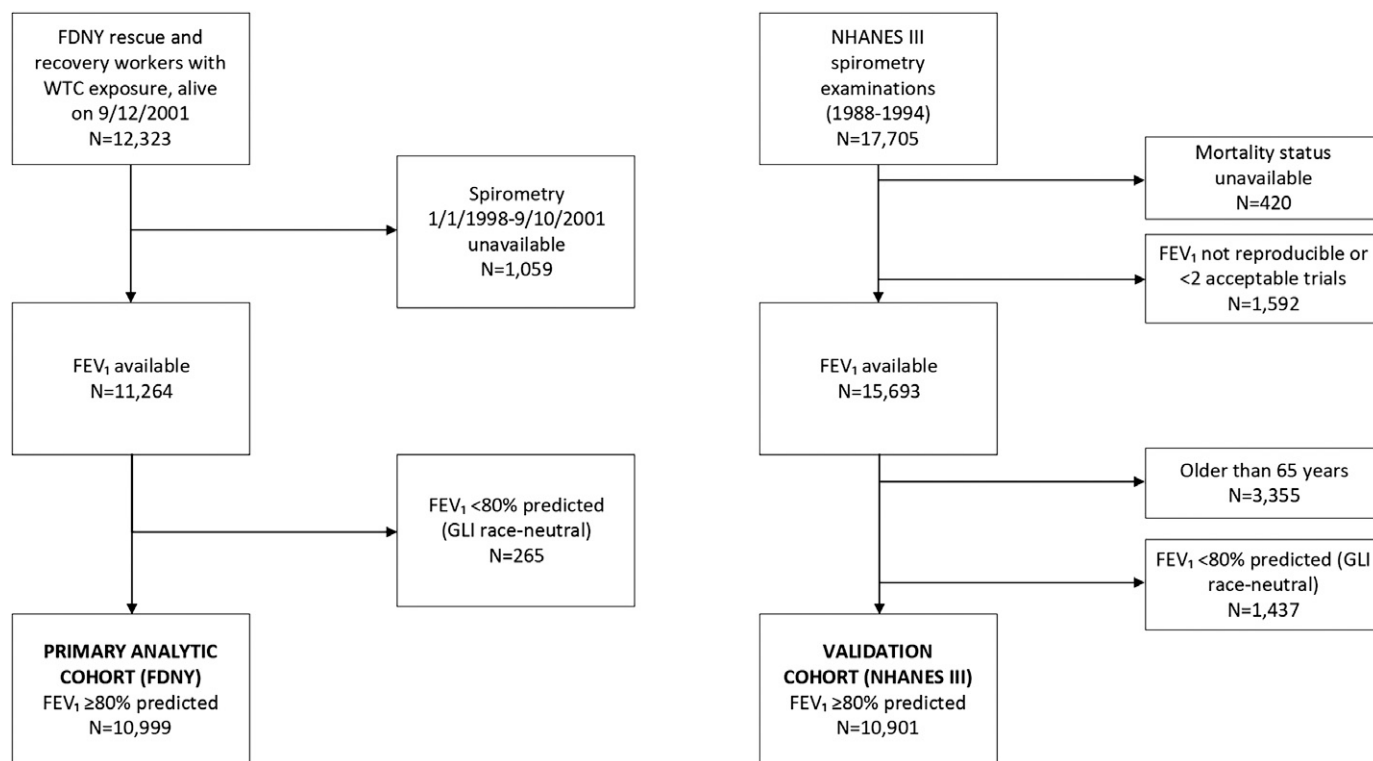 FDNY rescue and
recovery workers with
WTC exposure, alive
on 9/12/2001
N=12,323
Spirometry
1/1/1998-9/10/2001
unavailable
N=1,059
FEV₁ available
N=11,264
FEV₁ <80% predicted
(GLI race-neutral)
N=265
PRIMARY ANALYTIC
COHORT (FDNY)
FEV₁ ≥80% predicted
N=10,999
NHANES III
spirometry
examinations
(1988-1994)
N=17,705
Mortality status
unavailable
N=420
FEV₁ not reproducible or
<2 acceptable trials
N=1,592
FEV₁ available
N=15,693
Older than 65 years
N=3,355
FEV₁ <80% predicted (GLI
race-neutral)
N=1,437
VALIDATION
COHORT (NHANES III)
FEV₁ ≥80% predicted
N=10,901